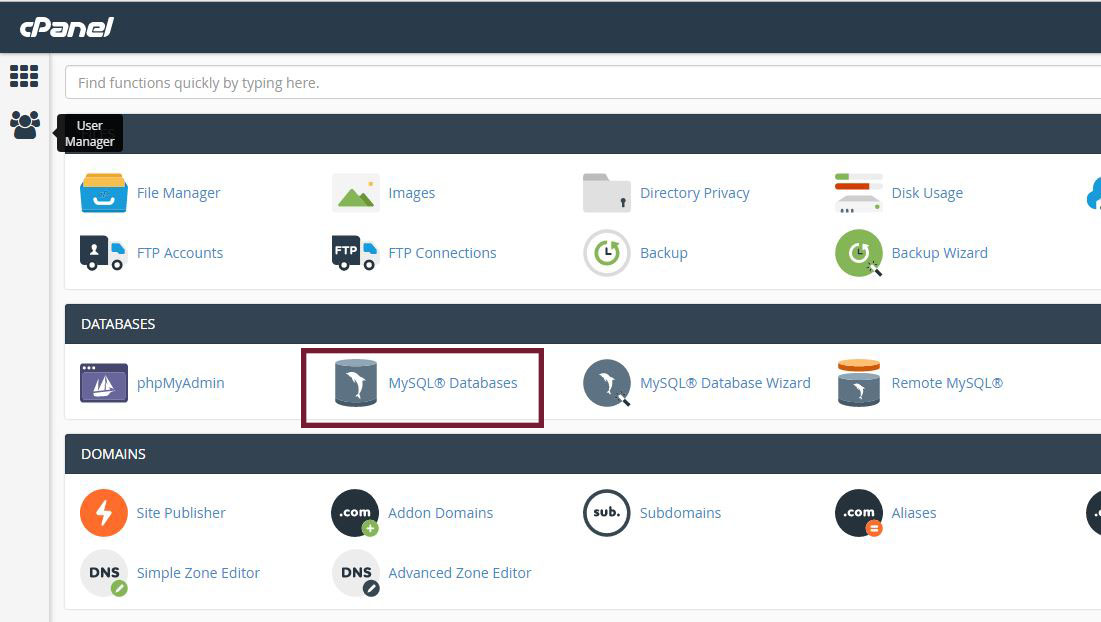 cPanel
Find functions quickly by typing here.
User
Manager
File Manager
Images
Directory Privacy
Disk Usage
FTP Accounts
FTP
FTP Connections
Backup
Backup Wizard
DATABASES
phpMyAdmin
MySQL® Databases
MySQL® Database Wizard
Remote MySQL®
DOMAINS
Site Publisher
.com
Addon Domains
sub.
Subdomains
.com
Aliases
DNS
Simple Zone Editor
DNS
Advanced Zone Editor